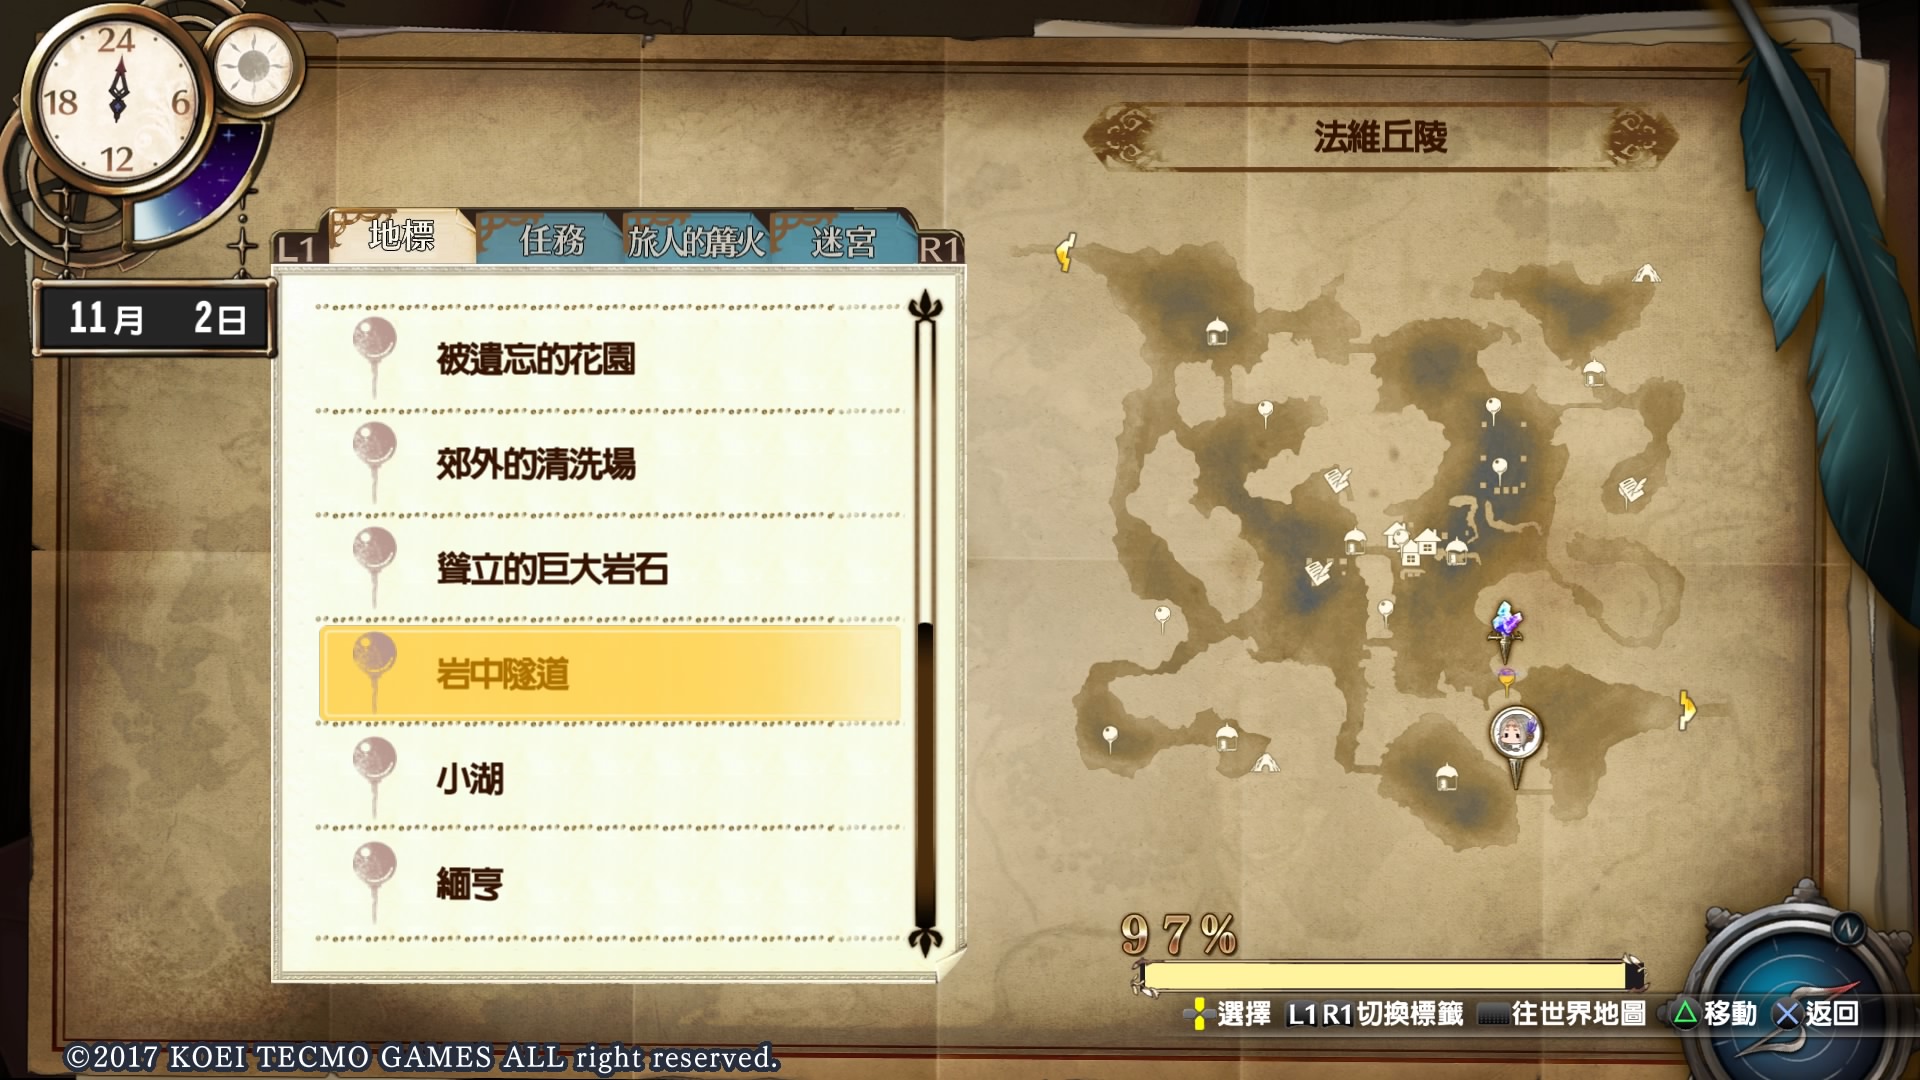 24
18
6
12
11月 2日
法維丘陵
L1 地標 任務 旅人的篝火 迷宮 R1
被遺忘的花園
郊外的清洗場
聳立的巨大岩石
岩中隧道
小湖
緬亨
97%
N
選擇 L1R1切換標籤 往世界地圖 移動 返回
©2017 KOEI TECMO GAMES ALL right reserved.